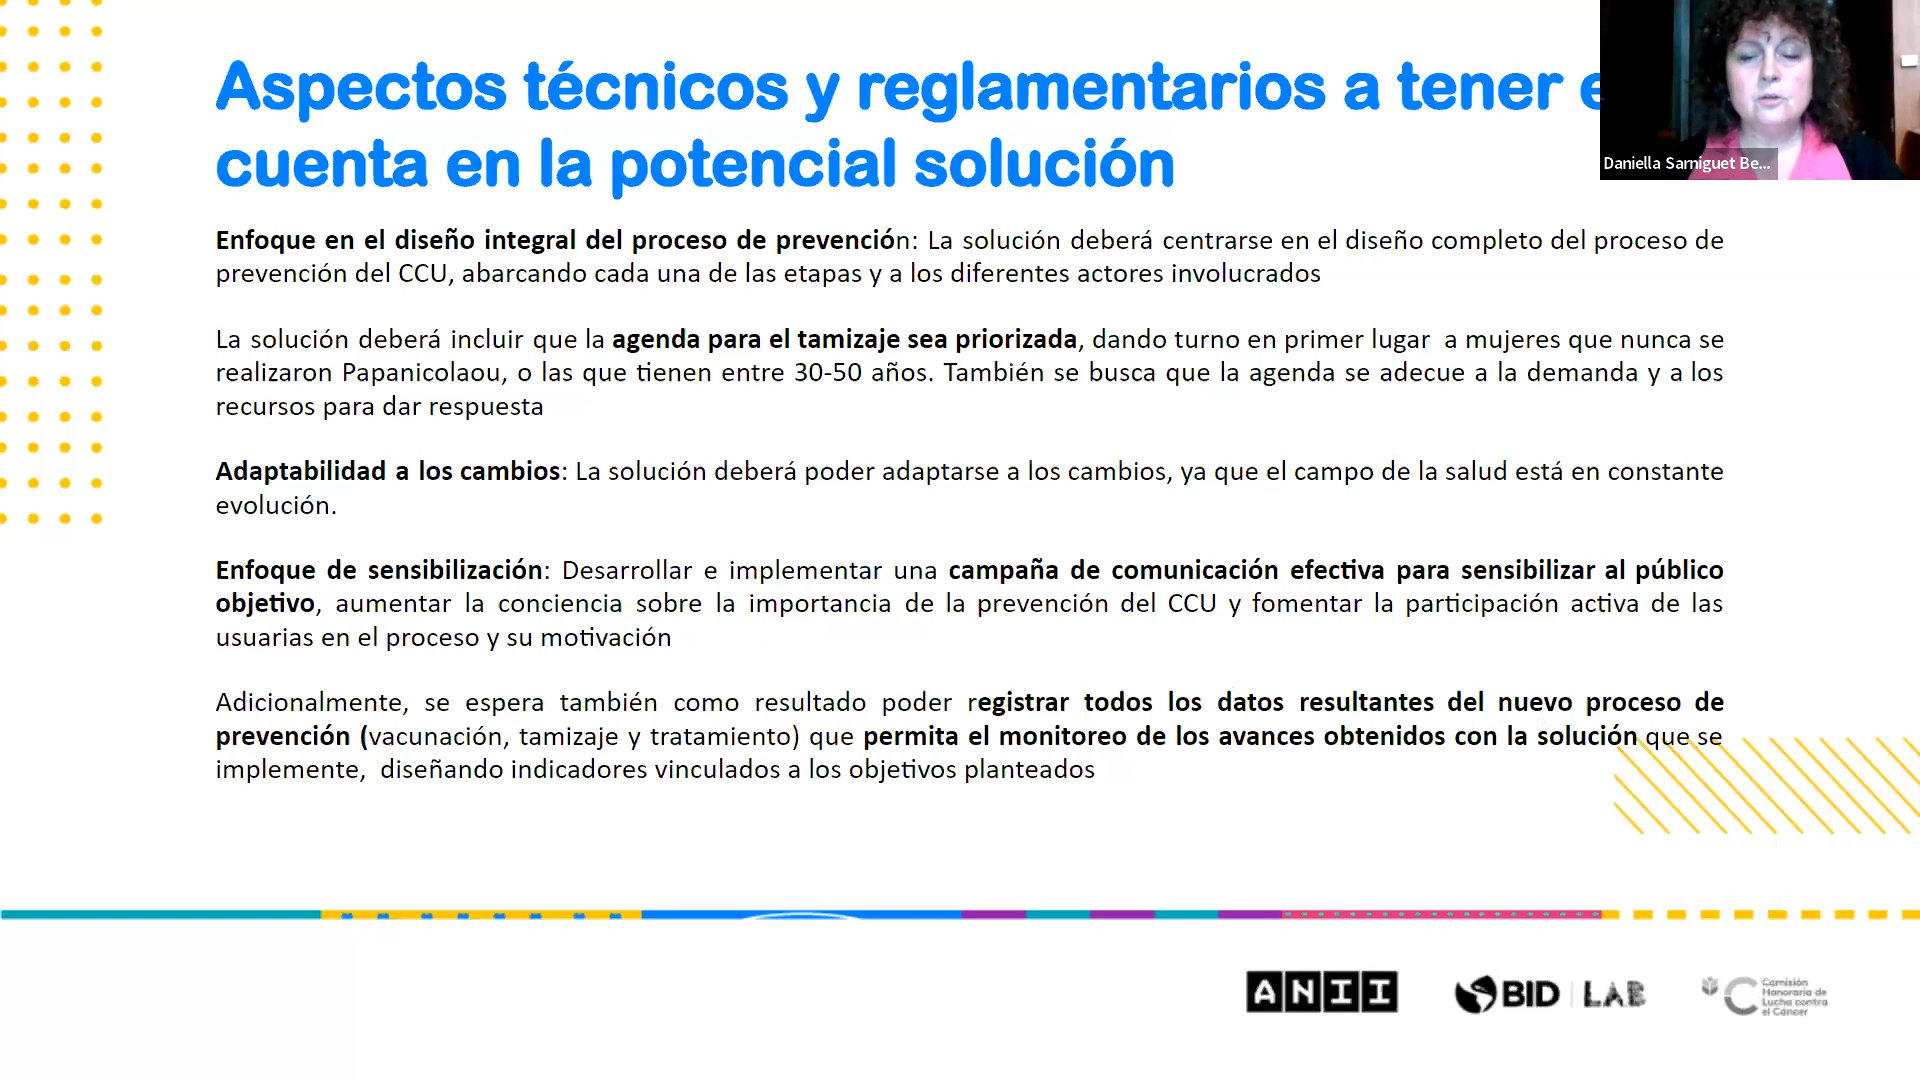 Aspectos técnicos y reglamentarios a tener e
cuenta en la potencial solución
Daniella Sarniguet Be...
Enfoque en el diseño integral del proceso de prevención: La solución deberá centrarse en el diseño completo del proceso de
prevención del CCU, abarcando cada una de las etapas y a los diferentes actores involucrados
La solución deberá incluir que la agenda para el tamizaje sea priorizada, dando turno en primer lugar a mujeres que nunca se
realizaron Papanicolaou, o las que tienen entre 30-50 años. También se busca que la agenda se adecue a la demanda y a los
recursos para dar respuesta
Adaptabilidad a los cambios: La solución deberá poder adaptarse a los cambios, ya que el campo de la salud está en constante
evolución.
Enfoque de sensibilización: Desarrollar e implementar una campaña de comunicación efectiva para sensibilizar al público
objetivo, aumentar la conciencia sobre la importancia de la prevención del CCU y fomentar la participación activa de las
usuarias en el proceso y su motivación
Adicionalmente, se espera también como resultado poder registrar todos los datos resultantes del nuevo proceso de
prevención (vacunación, tamizaje y tratamiento) que permita el monitoreo de los avances obtenidos con la solución que se
implemente, diseñando indicadores vinculados a los objetivos planteados
ANII
BID LAB
Comisión
Honoraria de
Lucha contra
el Cáncer